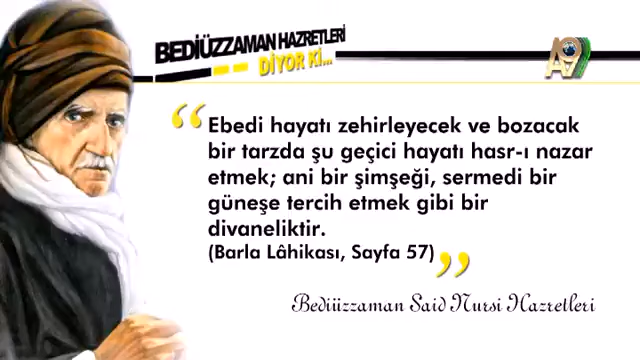 BEDİÜZZAMAN HAZRETLERİ
DİYOR Kİ...
A9
“Ebedi hayatı zehirleyecek ve bozacak
bir tarzda şu geçici hayatı hasr-ı nazar
etmek; ani bir şimşeği, sermedi bir
güneşe tercih etmek gibi bir
divaneliktir.
(Barla Lâhikası, Sayfa 57)”
Bediüzzaman Said Nursi Hazretleri